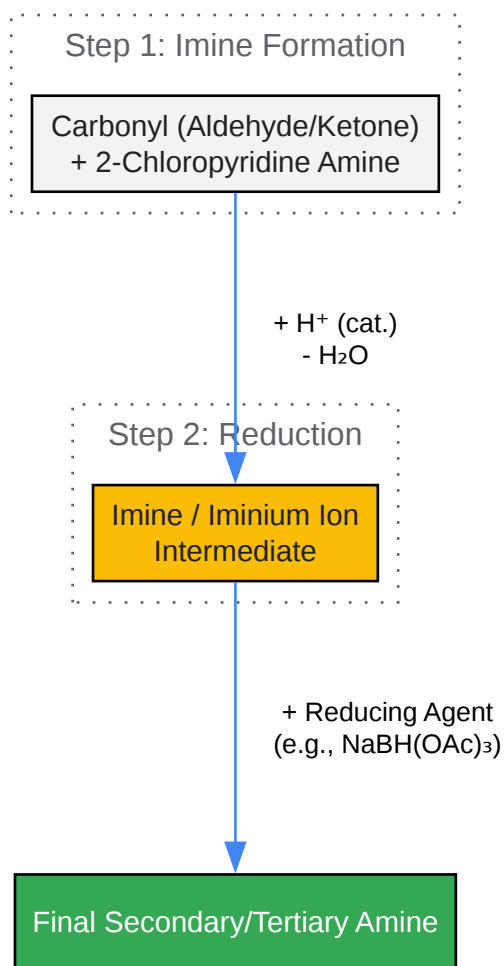 Step 1: Imine Formation
Carbonyl (Aldehyde/Ketone)
+ 2-Chloropyridine Amine
+ H⁺ (cat.)
- H₂O
Step 2: Reduction
Imine / Iminium Ion
Intermediate
+ Reducing Agent
(e.g., NaBH(OAc)₃)
Final Secondary/Tertiary Amine